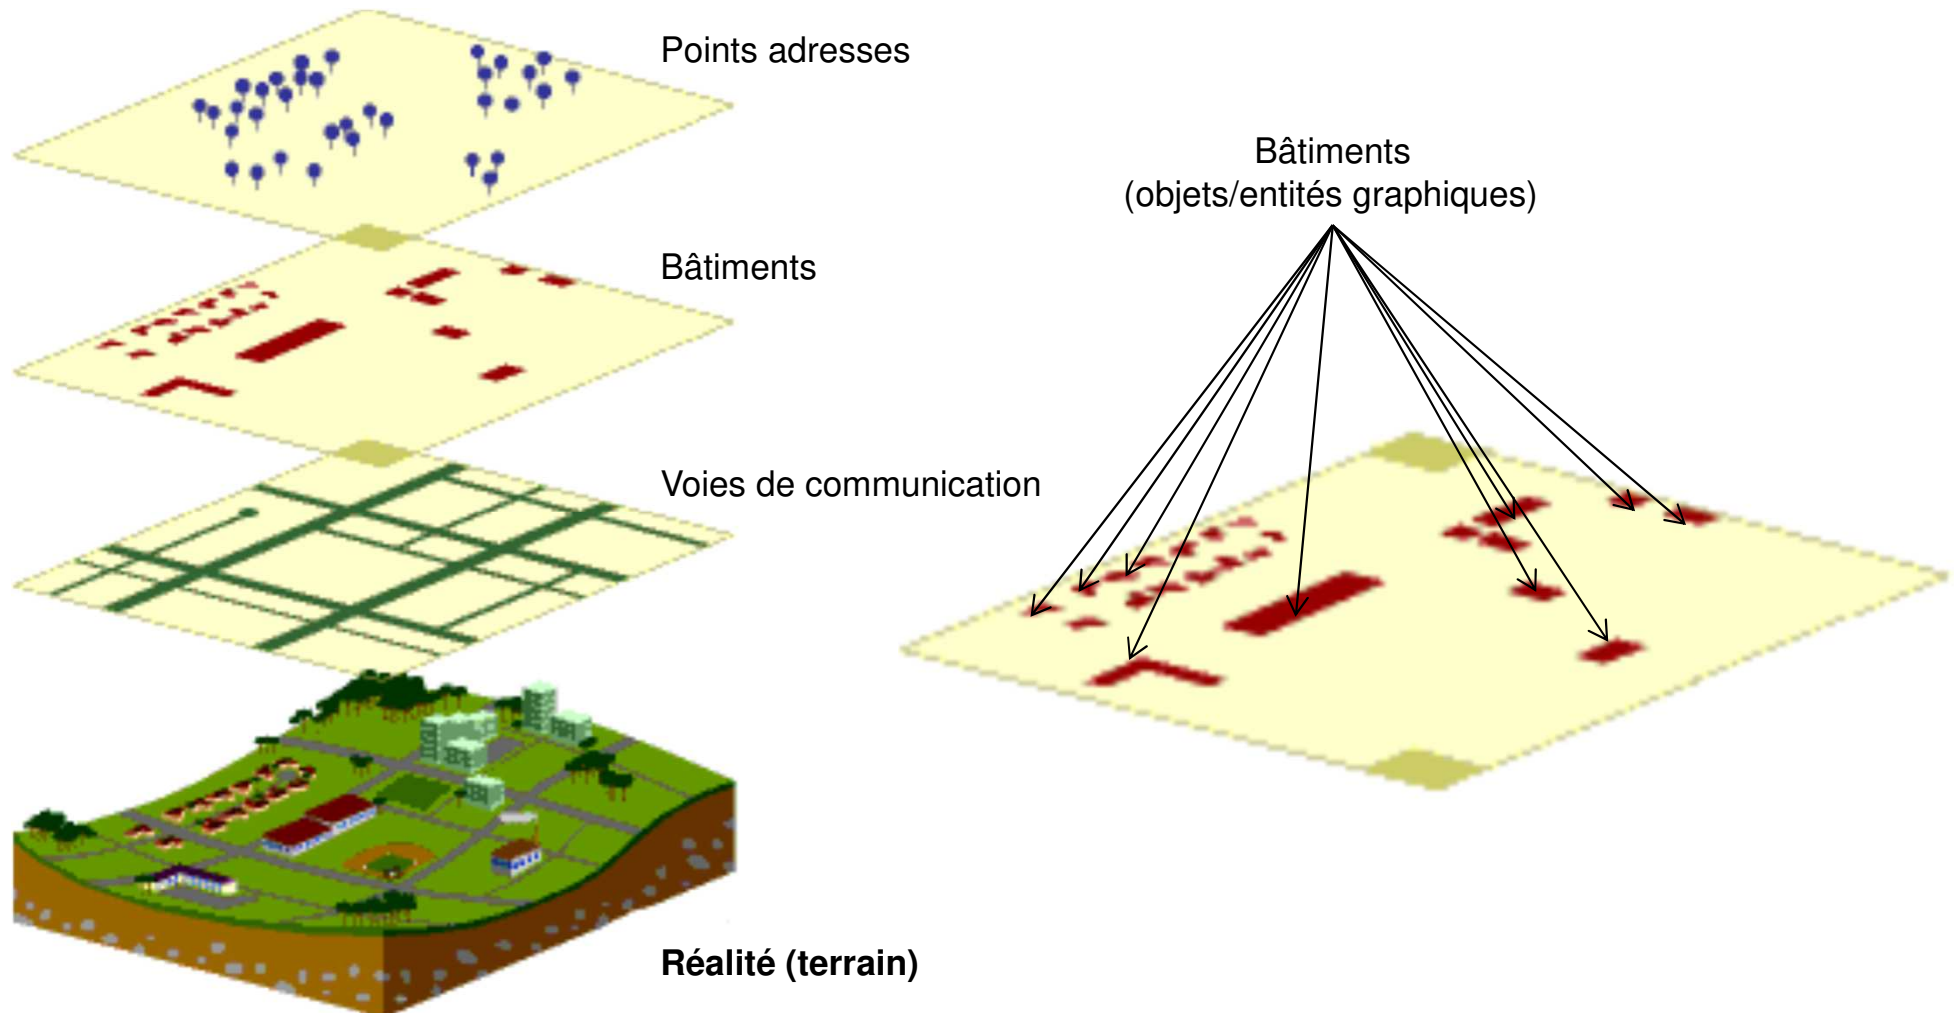 Points adresses
Bâtiments
(objets/entités graphiques)
Bâtiments
Voies de communication
Réalité (terrain)